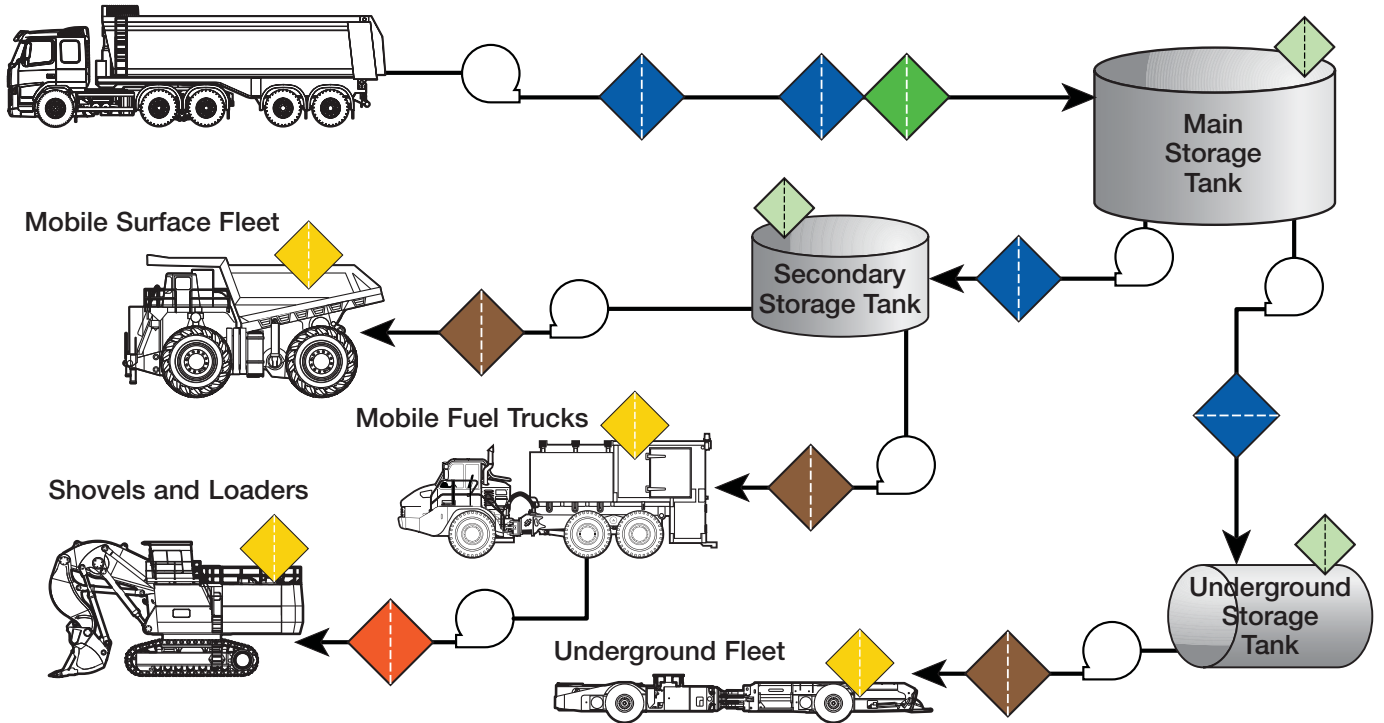 Main
Storage
Tank
Mobile Surface Fleet
Secondary
Storage Tank
Mobile Fuel Trucks
Shovels and Loaders
Underground
Storage
Tank
Underground Fleet